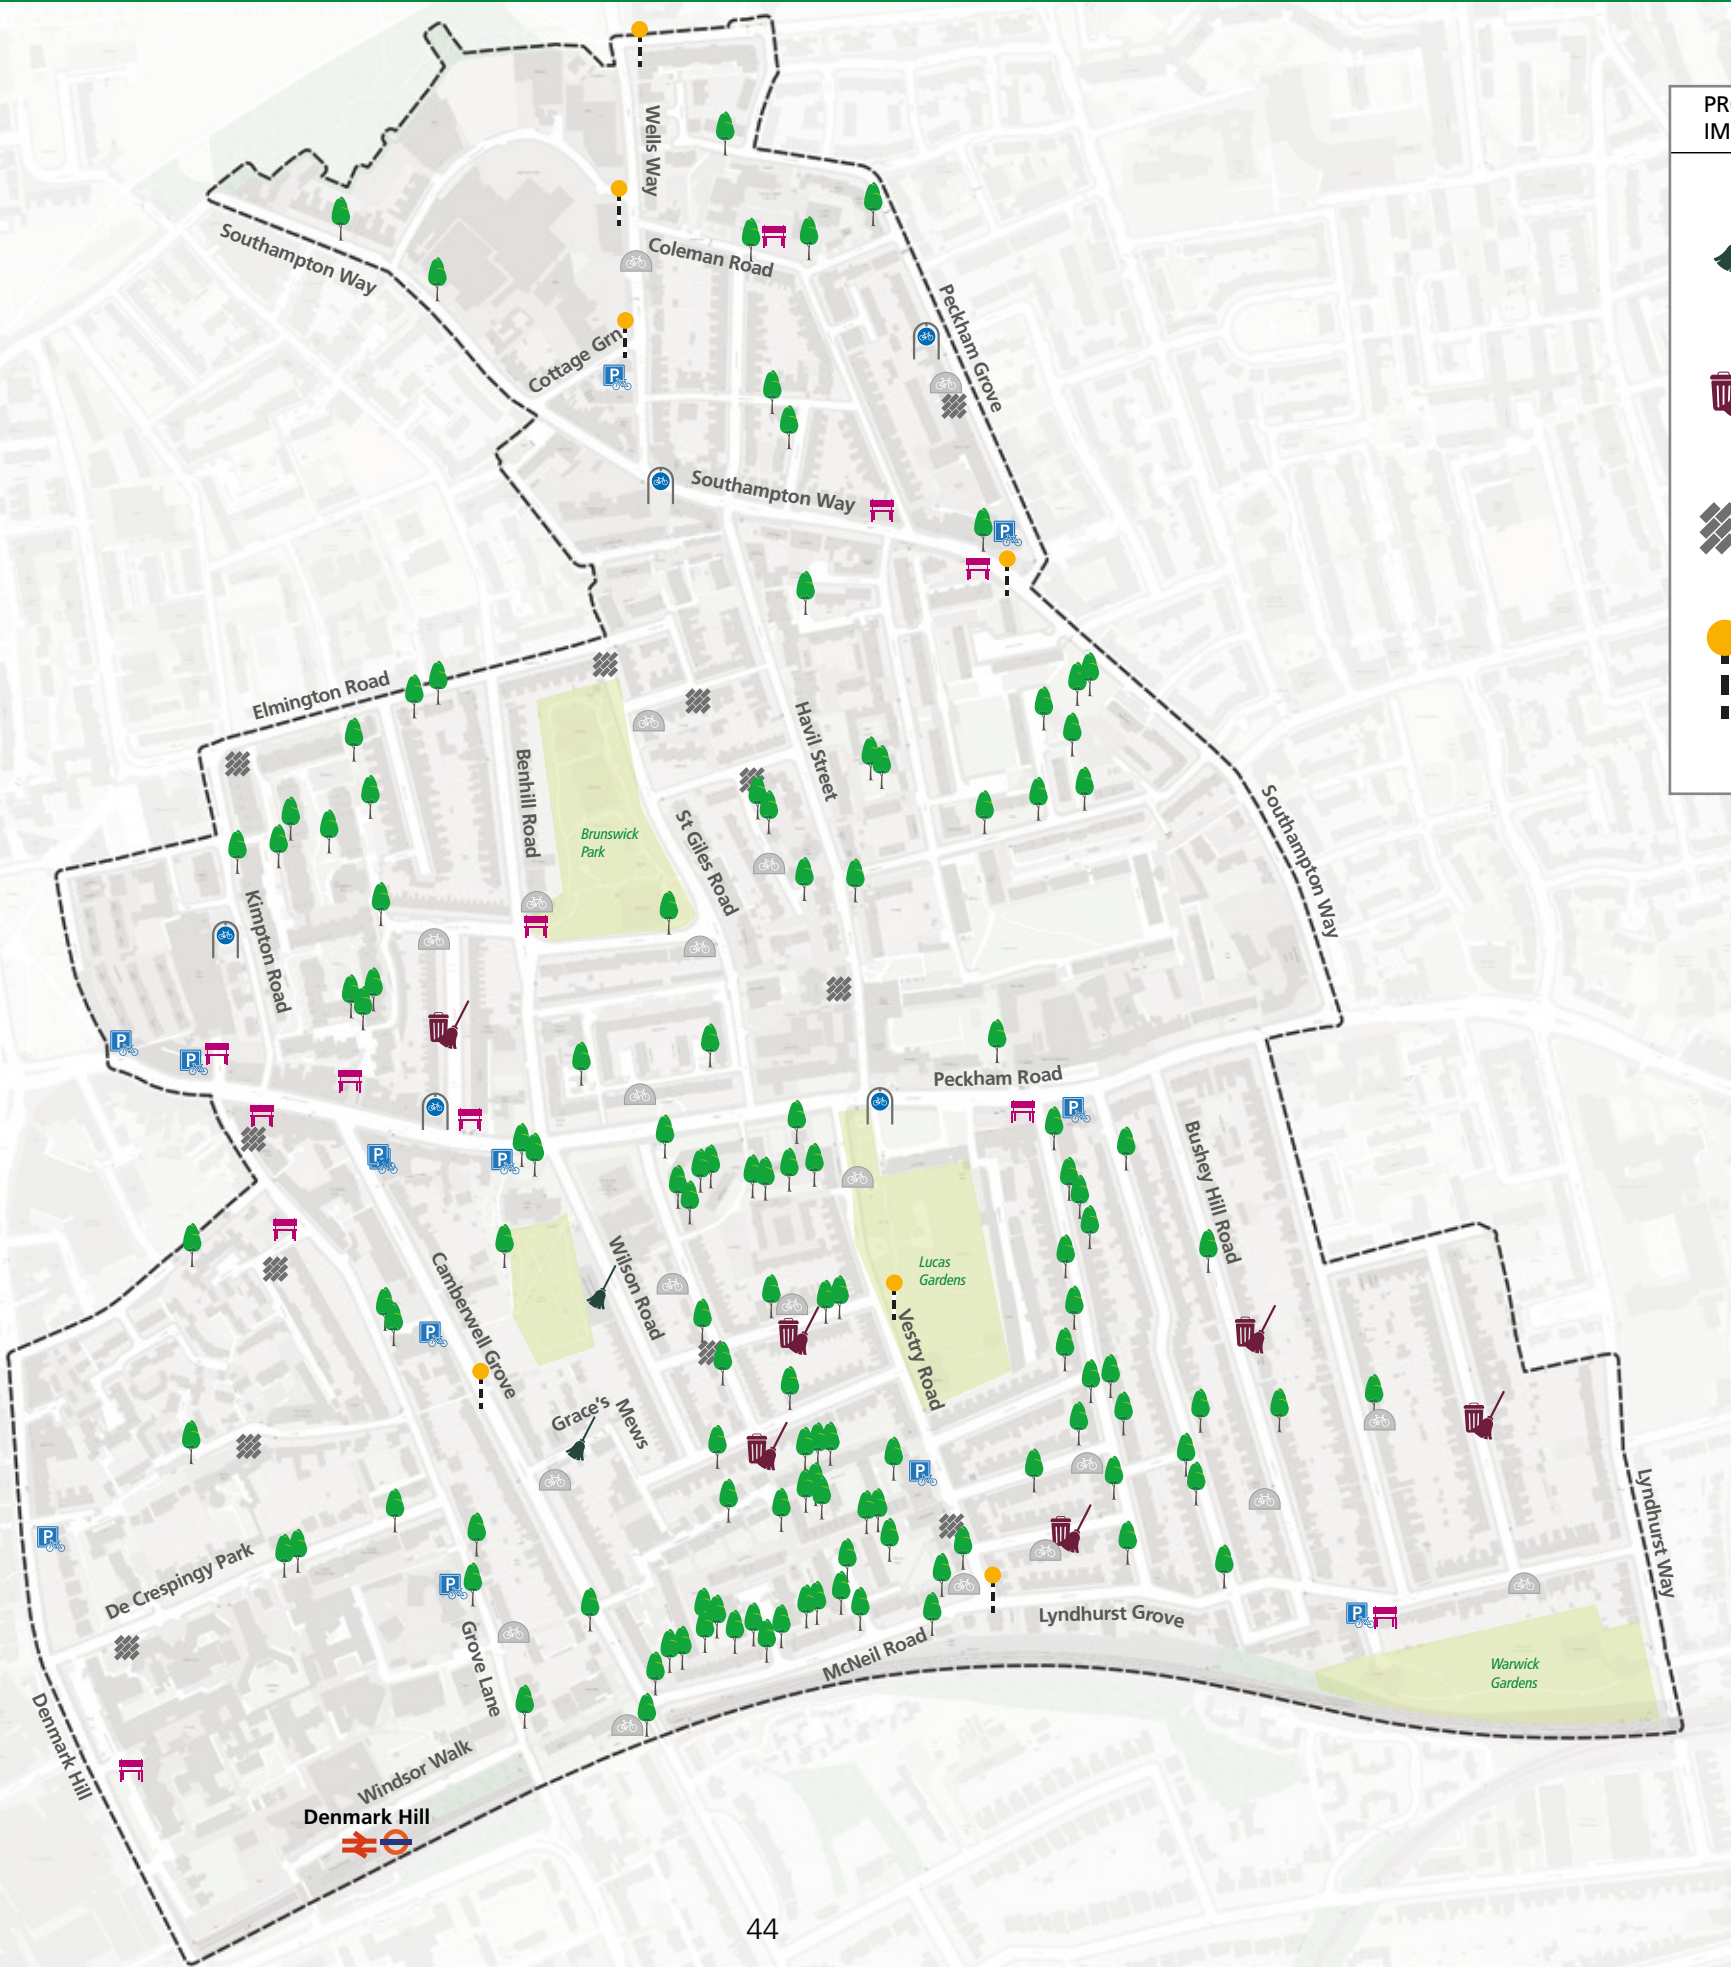 PR
IM
Wells Way
Southampton Way
Coleman Road
Peckham Grove
Cottage Grn
Southampton Way
Elmington Road
Benhill Road
Havil Street
Southampton Way
Brunswick
Park
St Giles Road
Kimpton Road
Peckham Road
Bushey Hill Road
Wilson Road
Camberwell Grove
Lucas
Gardens
Vestry Road
Grace's
Mews
Lyndhurst Way
De Crespingy Park
Lyndhurst Grove
McNeil Road
Grove Lane
Warwick
Gardens
Denmark Hill
Windsor Walk
Denmark Hill
44
P
P
P
P
P
P
P
P
P
P
P
P